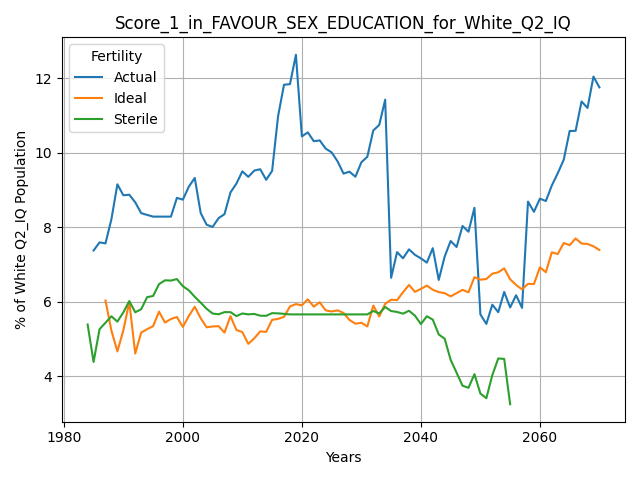 Score_1_in_FAVOUR_SEX_EDUCATION_for_White_Q2_IQ
Fertility
Actual
Ideal
Sterile
% of White Q2_IQ Population
12
10
8
6
4
1980 2000 2020 2040 2060
Years